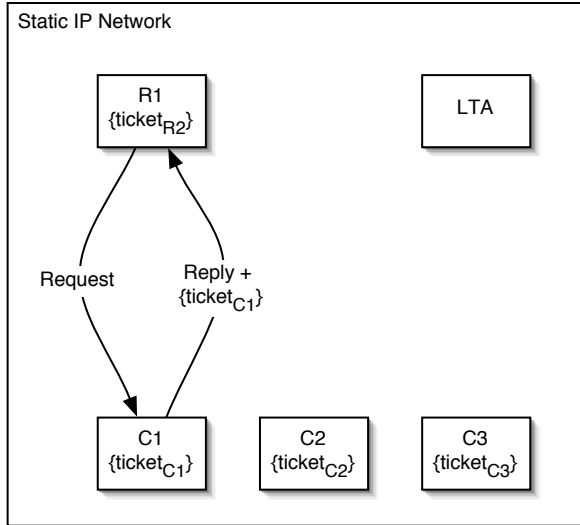 Static IP Network
R1
{ticketR2}
LTA
Request
Reply +
{ticketC1}
C1
{ticketC1}
C2
{ticketC2}
C3
{ticketC3}